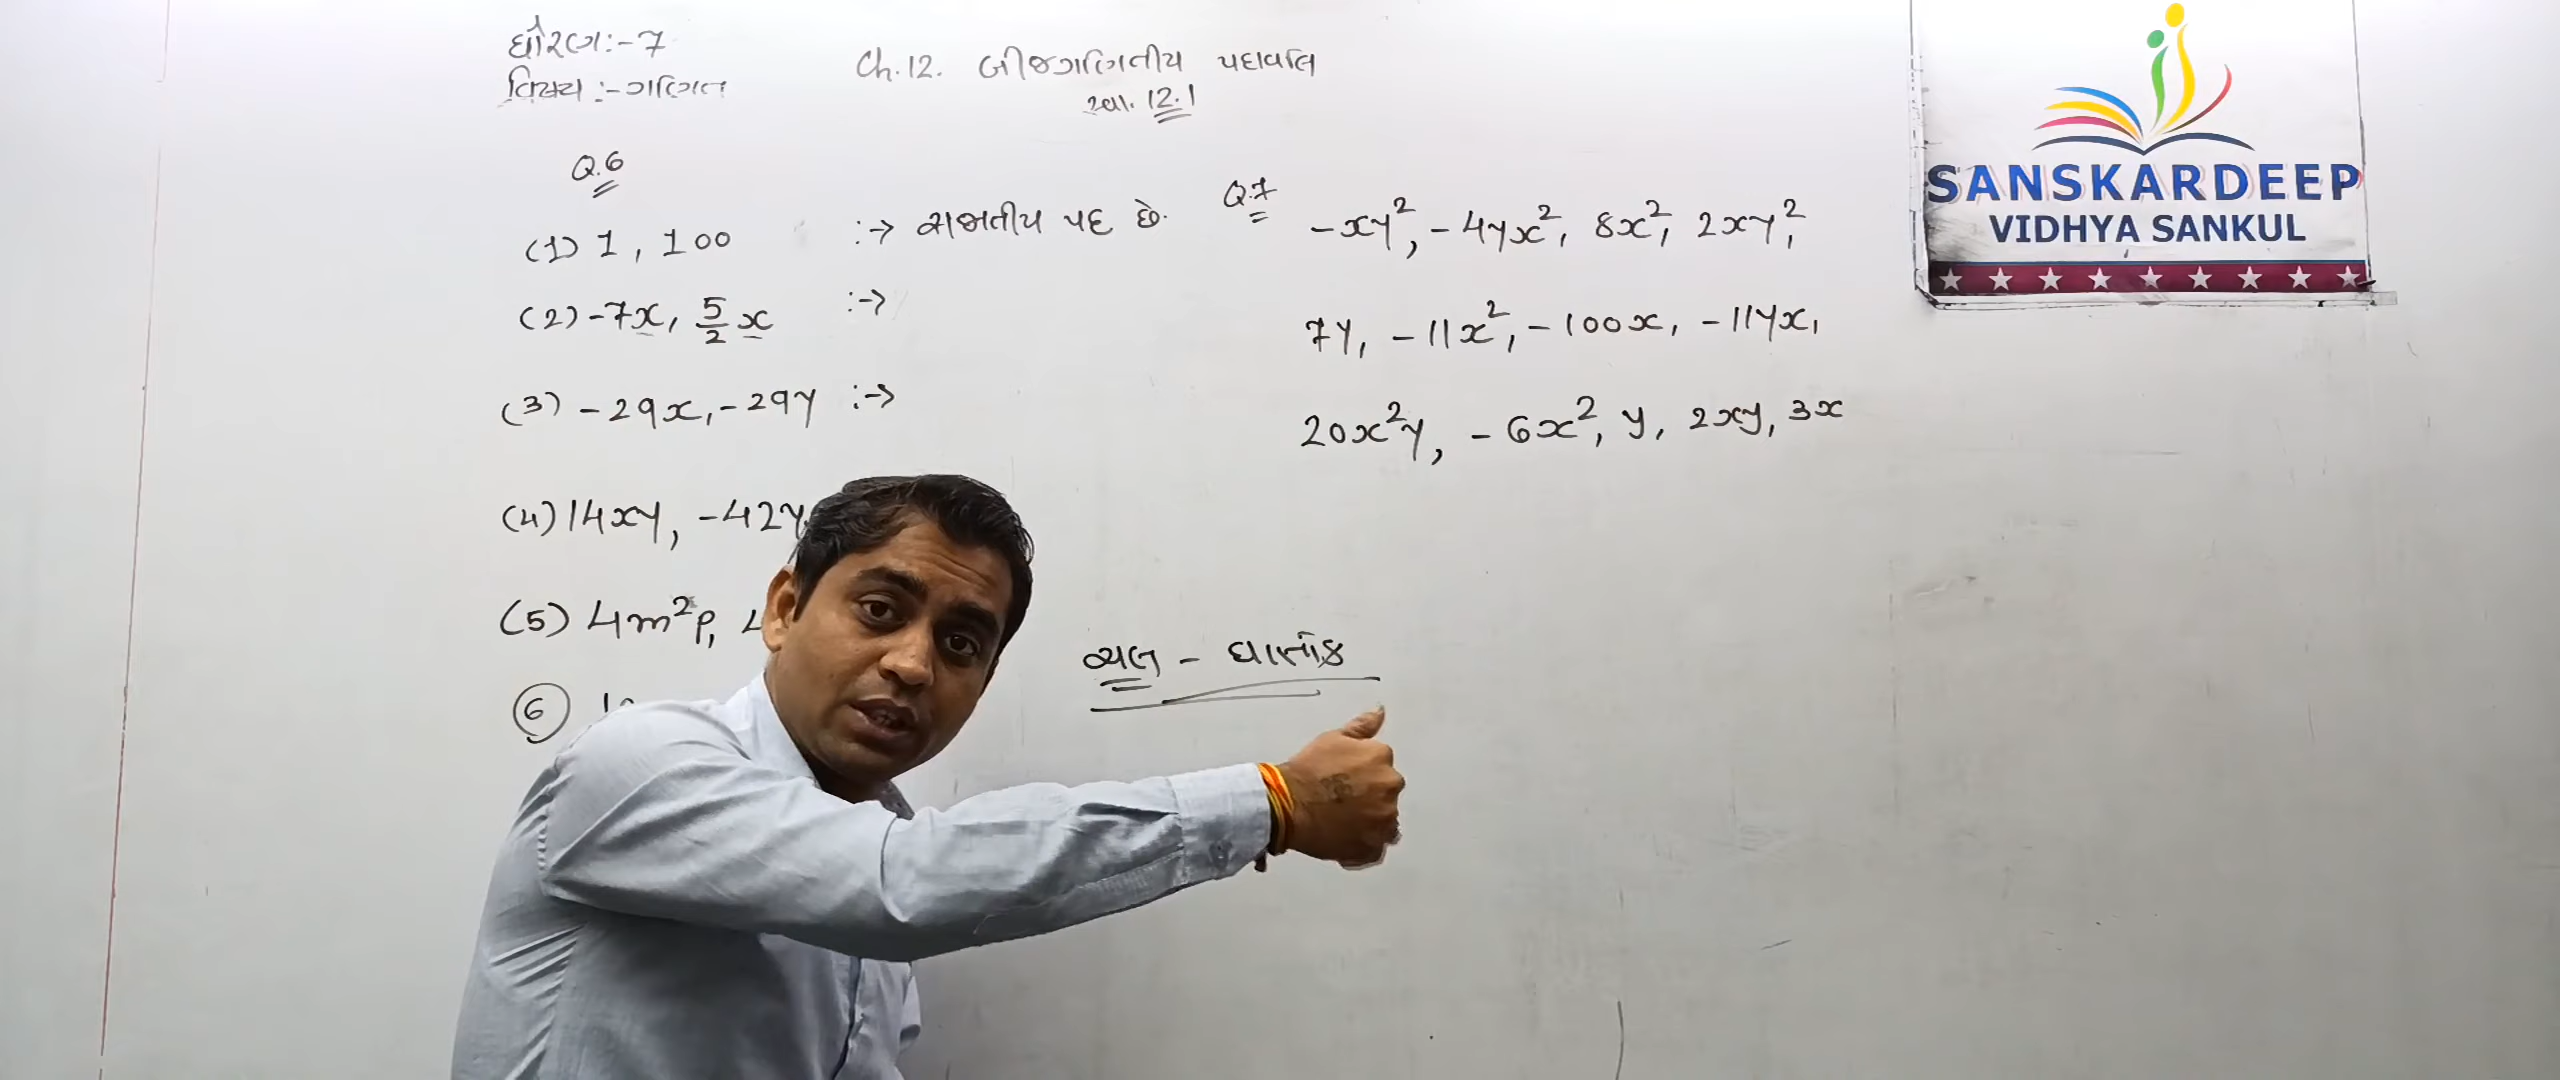 ધોરણ:-7
વિષય:-ગણિત
Ch.12. બીજગણિતીય પદાવલિ
સ્વા. 12.1
Q.6
(1) 1, 100 :→ સજાતીય પદ છે.
(2) -7x, 5/2 x :→
(3) -29x, -29y :→
(4) 14xy, -42y
(5) 4m²p, 4
6
Q.7
-xy², -4yx², 8x², 2xy²,
7y, -11x², -100x, -11yx,
20x²y, -6x², y, 2xy, 3x
ચલ - ઘાતાંક
SANSKARDEEP
VIDHYA SANKUL